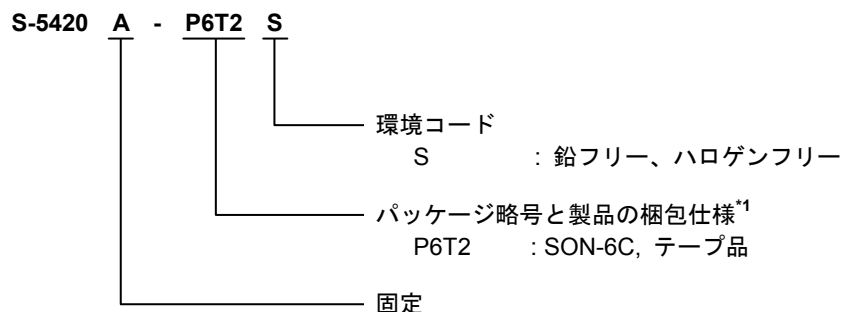 S-5420 A - P6T2 S
環境コード
S : 鉛フリー、ハロゲンフリー
パッケージ略号と製品の梱包仕様*1
P6T2 : SON-6C, テープ品
固定